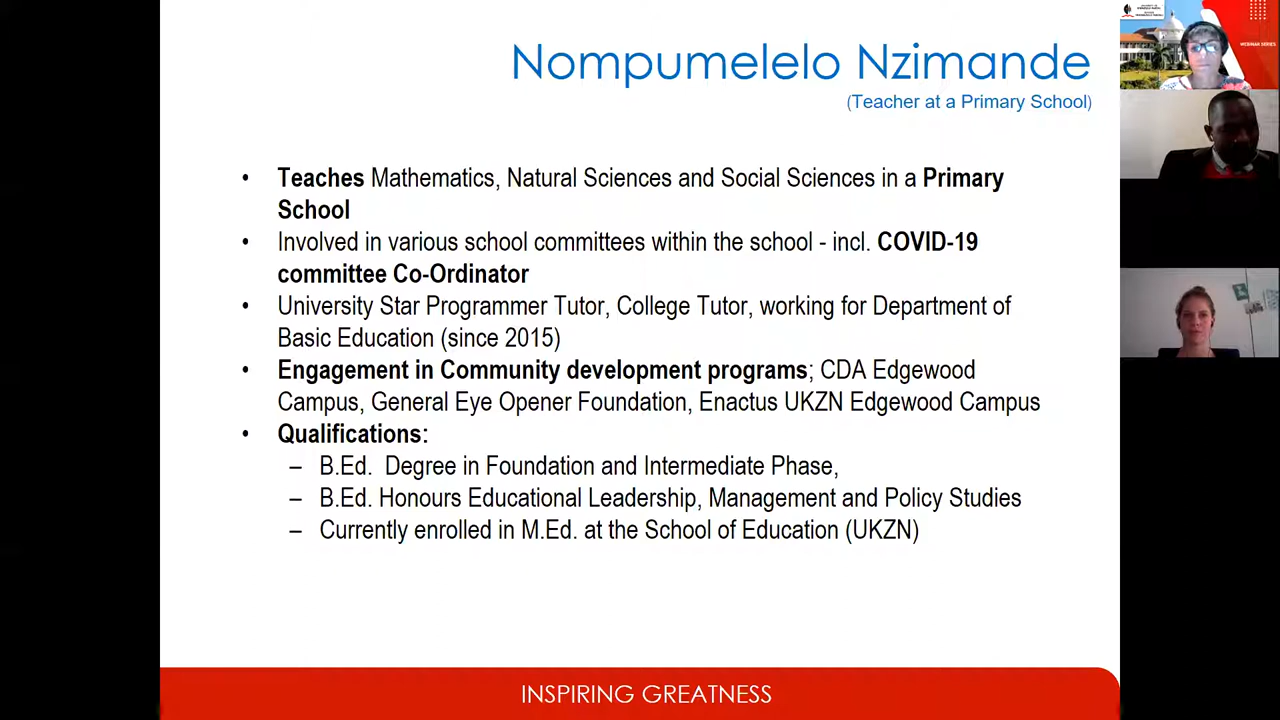 Nompumelelo Nzimande
(Teacher at a Primary School)
• Teaches Mathematics, Natural Sciences and Social Sciences in a Primary
School
• Involved in various school committees within the school - incl. COVID-19
committee Co-Ordinator
• University Star Programmer Tutor, College Tutor, working for Department of
Basic Education (since 2015)
• Engagement in Community development programs; CDA Edgewood
Campus, General Eye Opener Foundation, Enactus UKZN Edgewood Campus
• Qualifications:
– B.Ed.  Degree in Foundation and Intermediate Phase,
– B.Ed. Honours Educational Leadership, Management and Policy Studies
– Currently enrolled in M.Ed. at the School of Education (UKZN)
INSPIRING GREATNESS
WEBINAR SERIES